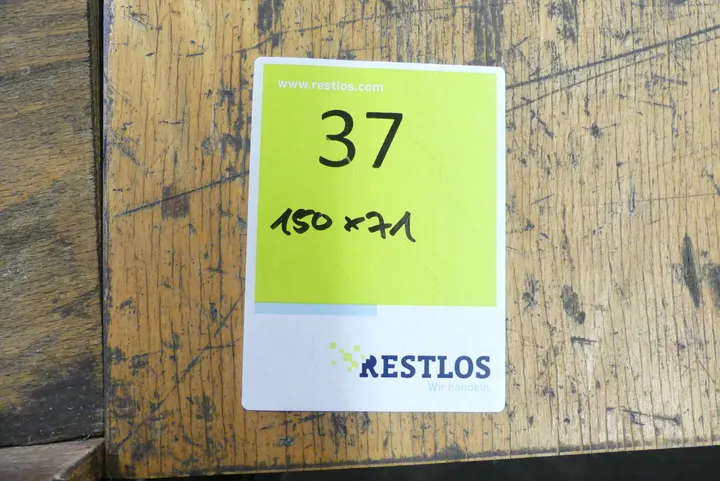 www.restlos.com
37
150 x 71
RESTLOS
Wir handeln.